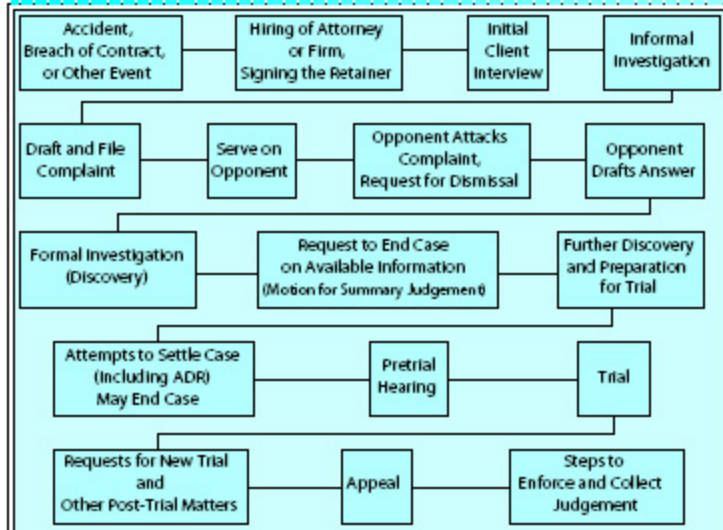 Accident,
Breach of Contract,
or Other Event
Hiring of Attorney
or Firm,
Signing the Retainer
Initial
Client
Interview
Informal
Investigation
Draft and File
Complaint
Serve on
Opponent
Opponent Attacks
Complaint,
Request for Dismissal
Opponent
Drafts Answer
Formal Investigation
(Discovery)
Request to End Case
on Available Information
(Motion for Summary Judgement)
Further Discovery
and Preparation
for Trial
Attempts to Settle Case
(Including ADR)
May End Case
Pretrial
Hearing
Trial
Requests for New Trial
and
Other Post-Trial Matters
Appeal
Steps to
Enforce and Collect
Judgement